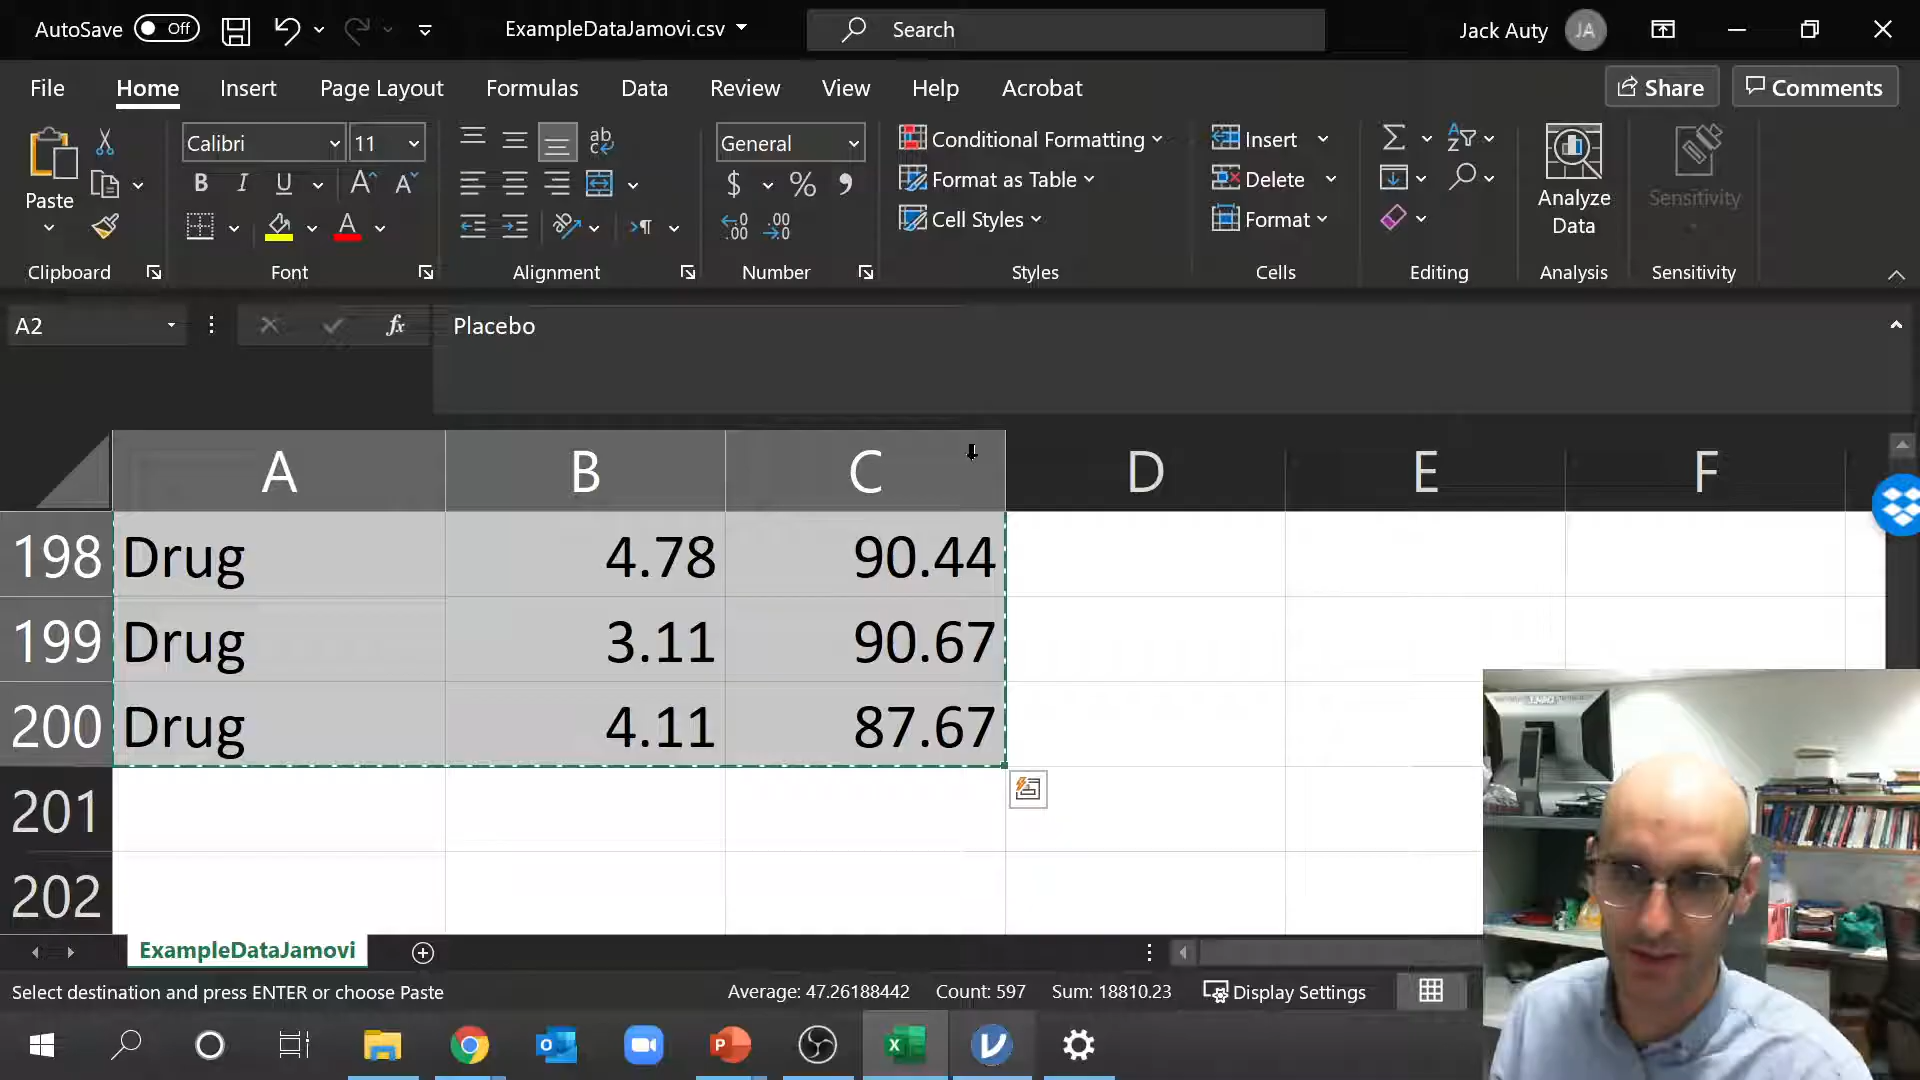 AutoSave Off ExampleDataJamovi.csv Search Jack Auty JA
File Home Insert Page Layout Formulas Data Review View Help Acrobat Share Comments
Paste
Calibri 11
B I U A A
A
ab
General
$ %
Conditional Formatting
Format as Table
Cell Styles
Insert
Delete
Format
Analyze
Data
Sensitivity
Clipboard Font Alignment Number Styles Cells Editing Analysis Sensitivity
A2 fx Placebo
A B C D E F
198 Drug 4.78 90.44
199 Drug 3.11 90.67
200 Drug 4.11 87.67
201
202
ExampleDataJamovi
Select destination and press ENTER or choose Paste Average: 47.26188442 Count: 597 Sum: 18810.23 Display Settings